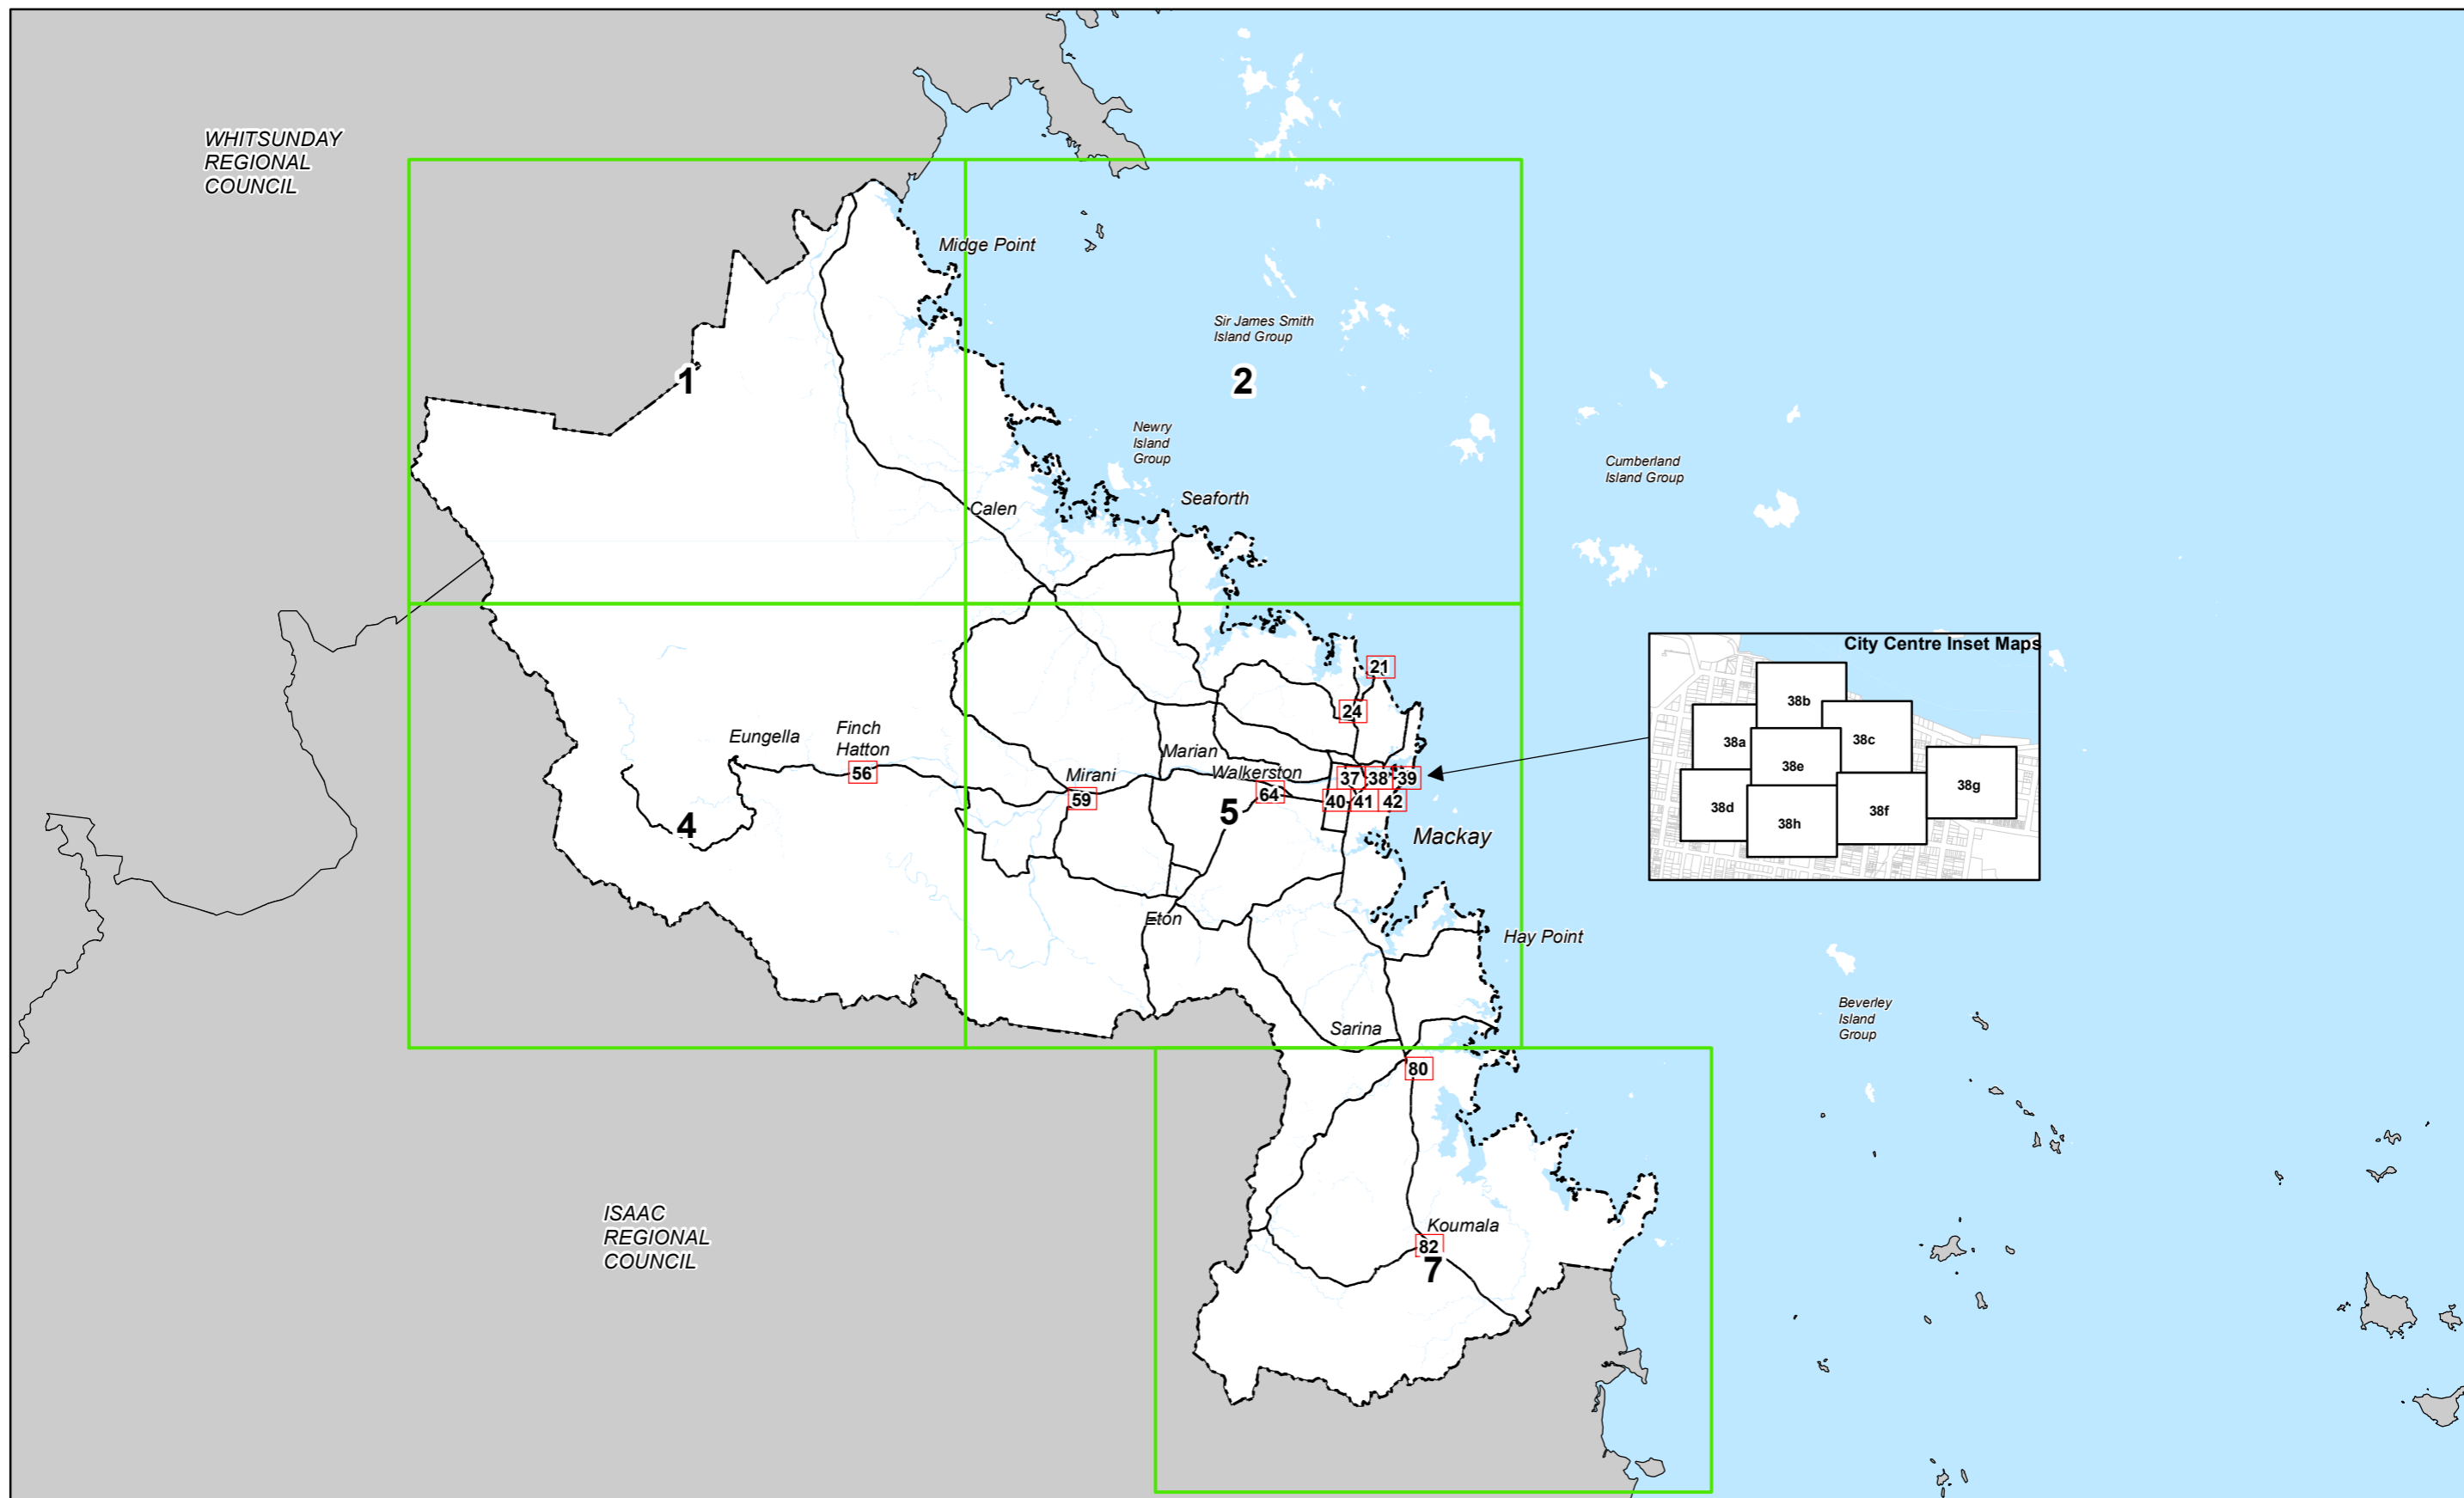 WHITSUNDAY
REGIONAL
COUNCIL
Midge Point
Sir James Smith
Island Group
1
2
Newry
Island
Group
Cumberland
Island Group
Seaforth
Calen
City Centre Inset Maps
38b
38a
38c
38e
38g
38d
38f
38h
21
24
Eungella
Finch
Hatton
56
Marian
Mirani
59
Walkerston
64
37
38
39
40
41
42
4
5
Mackay
Eton
Hay Point
Beverley
Island
Group
Sarina
80
ISAAC
REGIONAL
COUNCIL
Koumala
82
7